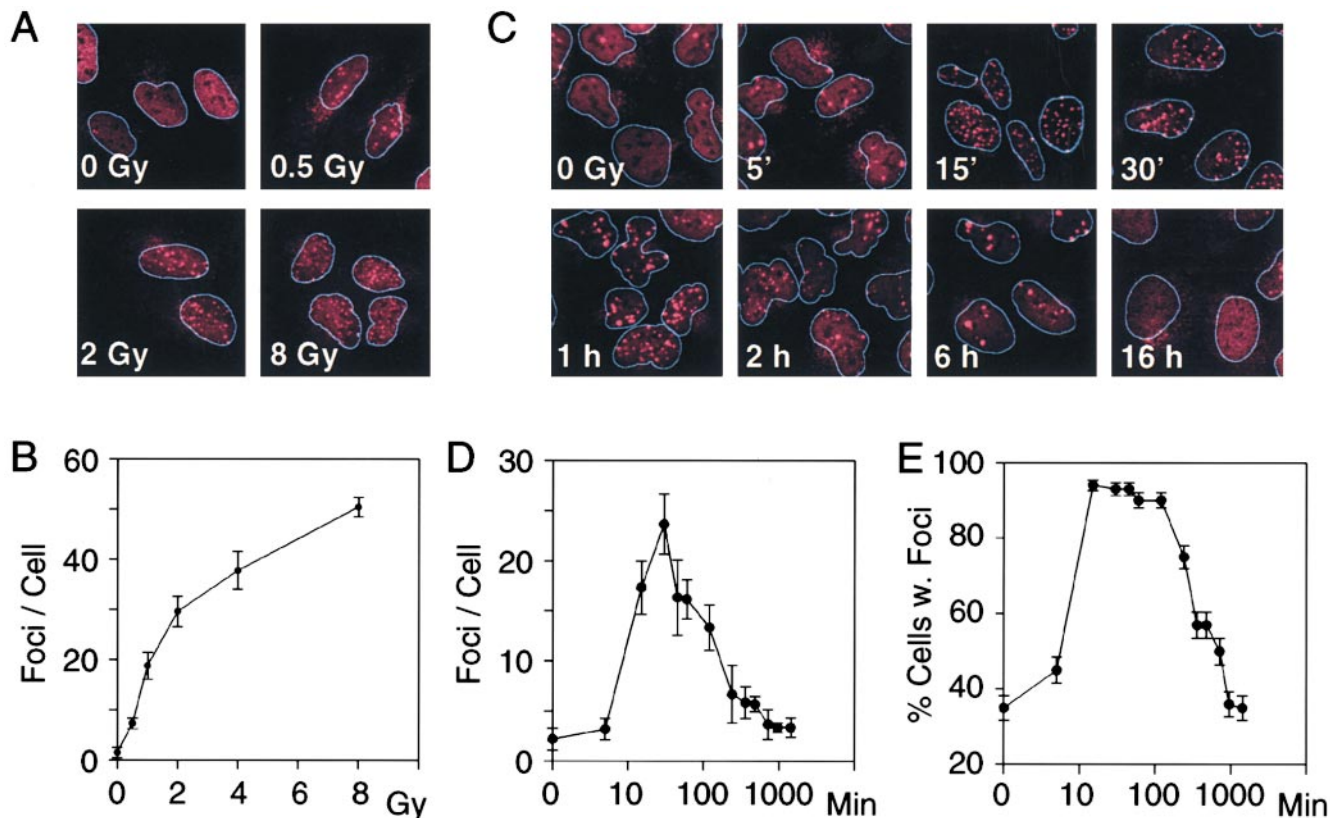 A
0 Gy
0.5 Gy
2 Gy
8 Gy
C
0 Gy
5'
15'
30'
1 h
2 h
6 h
16 h
B
Foci / Cell
60
40
20
0
0 2 4 6 8 Gy
D
Foci / Cell
30
20
10
0
0 10 100 1000 Min
E
% Cells w. Foci
100
80
60
40
20
0 10 100 1000 Min